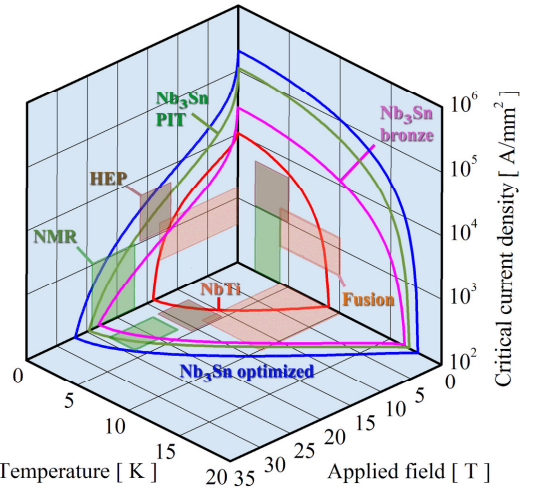 Nb3Sn
PIT
Nb3Sn
bronze
HEP
NMR
NbTi
Fusion
Nb3Sn optimized
10^6
10^5
10^4
10^3
10^2
Critical current density [ A/mm^2 ]
0
5
10
15
20
35
30
25
20
15
10
5
0
Temperature [ K ]
Applied field [ T ]